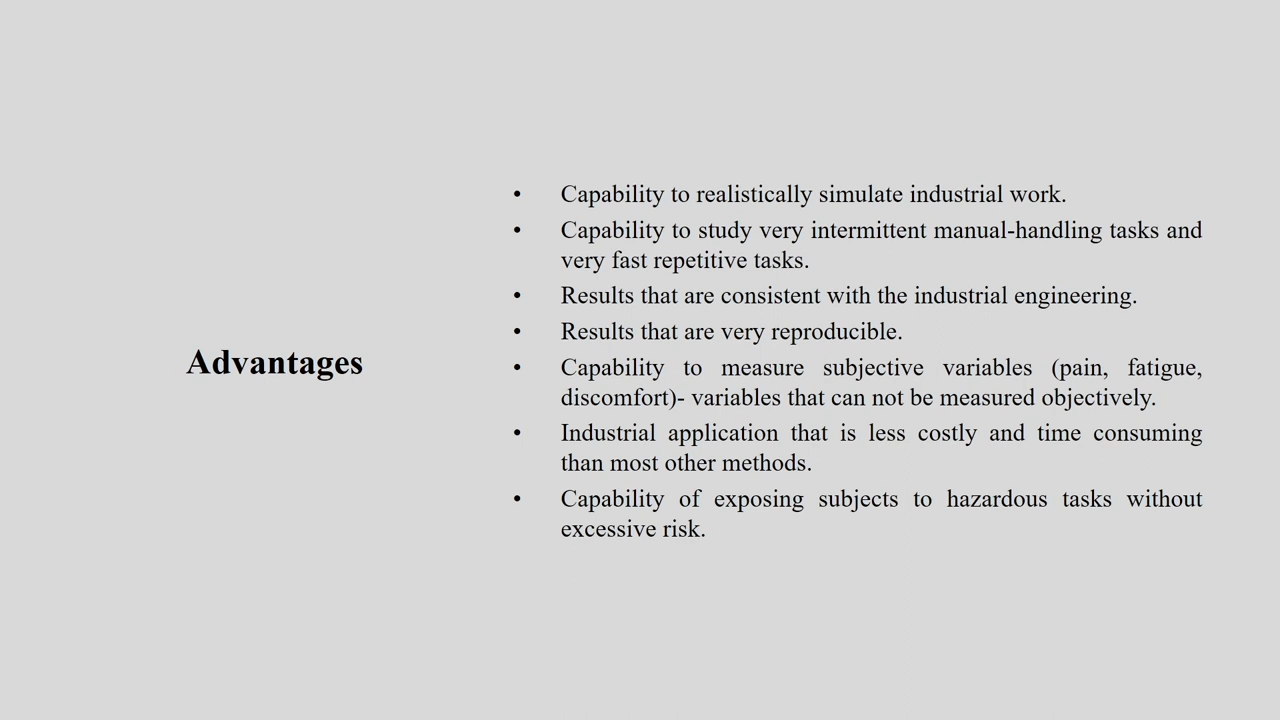 Advantages
• Capability to realistically simulate industrial work.
• Capability to study very intermittent manual-handling tasks and
very fast repetitive tasks.
• Results that are consistent with the industrial engineering.
• Results that are very reproducible.
• Capability to measure subjective variables (pain, fatigue,
discomfort)- variables that can not be measured objectively.
• Industrial application that is less costly and time consuming
than most other methods.
• Capability of exposing subjects to hazardous tasks without
excessive risk.